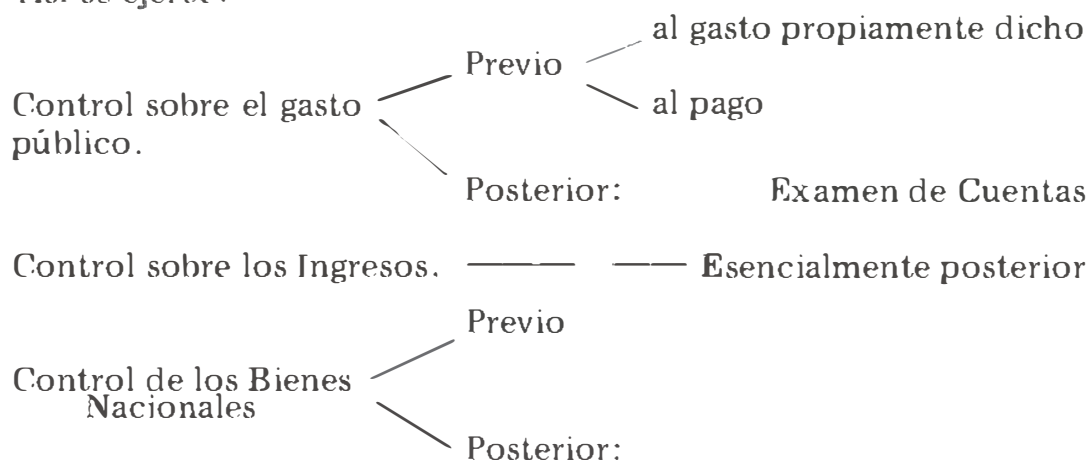 al gasto propiamente dicho
Previo
Control sobre el gasto
al pago
público.
Posterior: Examen de Cuentas
Control sobre los Ingresos. Esencialmente posterior
Previo
Control de los Bienes
Nacionales
Posterior: